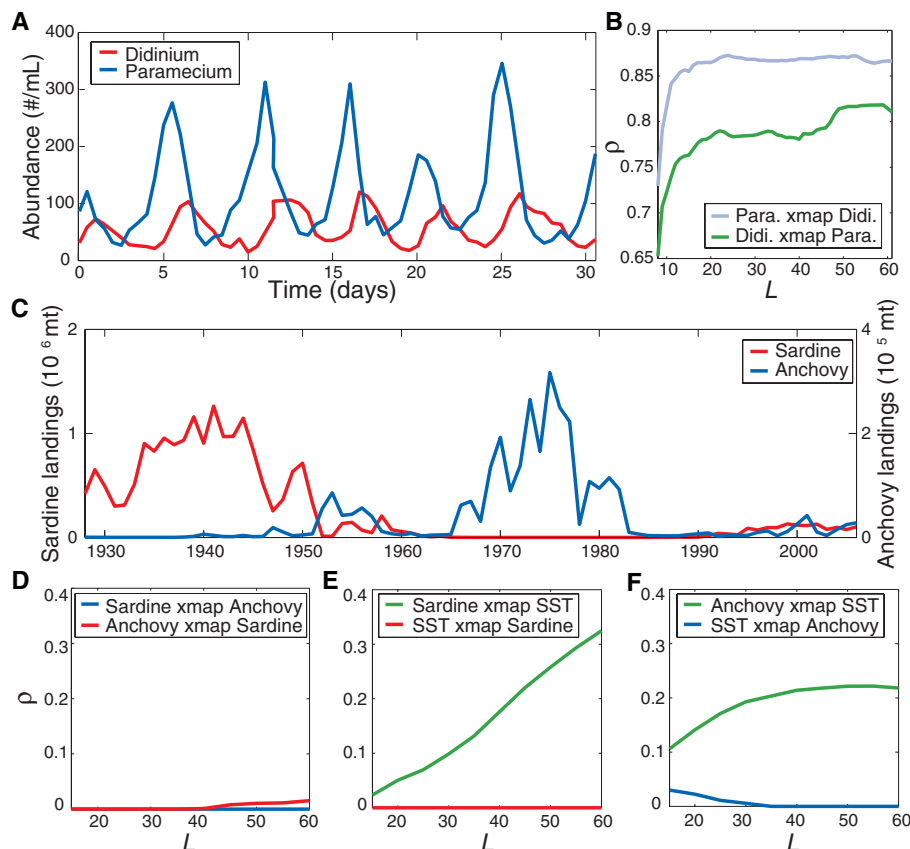 A
Didinium
Paramecium
Abundance (#/mL)
400
300
200
100
0
0 5 10 15 20 25 30
Time (days)
B
ρ
0.85
0.8
0.75
0.7
0.65
Para. xmap Didi.
Didi. xmap Para.
10 20 30 40 50 60
L
C
Sardine landings (10 6 mt)
2
1
0
Sardine
Anchovy
4
2
0
Anchovy landings (10 5 mt)
1930 1940 1950 1960 1970 1980 1990 2000
D
Sardine xmap Anchovy
Anchovy xmap Sardine
ρ
0.4
0.3
0.2
0.1
0
20 30 40 50 60
L
E
Sardine xmap SST
SST xmap Sardine
0.4
0.3
0.2
0.1
0
20 30 40 50 60
L
F
Anchovy xmap SST
SST xmap Anchovy
0.4
0.3
0.2
0.1
0
20 30 40 50 60
L